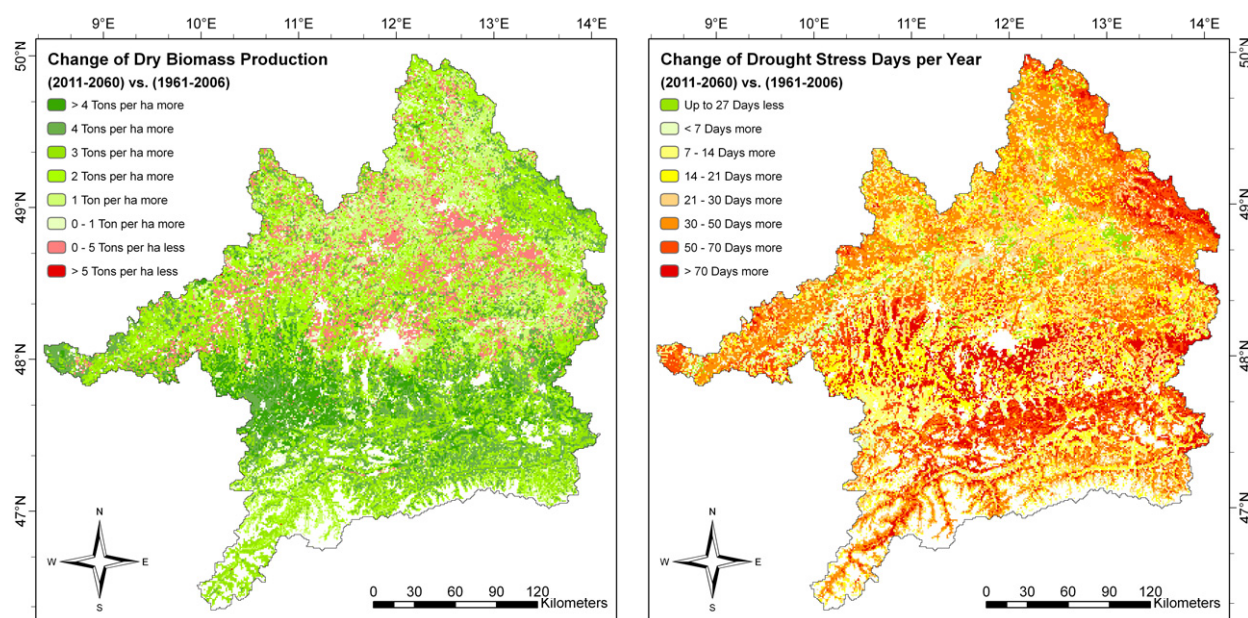 9°E 10°E 11°E 12°E 13°E 14°E
50°N
49°N
48°N
47°N
Change of Dry Biomass Production
(2011-2060) vs. (1961-2006)
> 4 Tons per ha more
4 Tons per ha more
3 Tons per ha more
2 Tons per ha more
1 Ton per ha more
0 - 1 Ton per ha more
0 - 5 Tons per ha less
> 5 Tons per ha less
N
W E
S
0 30 60 90 120
Kilometers
9°E 10°E 11°E 12°E 13°E 14°E
Change of Drought Stress Days per Year
(2011-2060) vs. (1961-2006)
Up to 27 Days less
< 7 Days more
7 - 14 Days more
14 - 21 Days more
21 - 30 Days more
30 - 50 Days more
50 - 70 Days more
> 70 Days more
50°N
49°N
48°N
47°N
N
W E
S
0 30 60 90 120
Kilometers